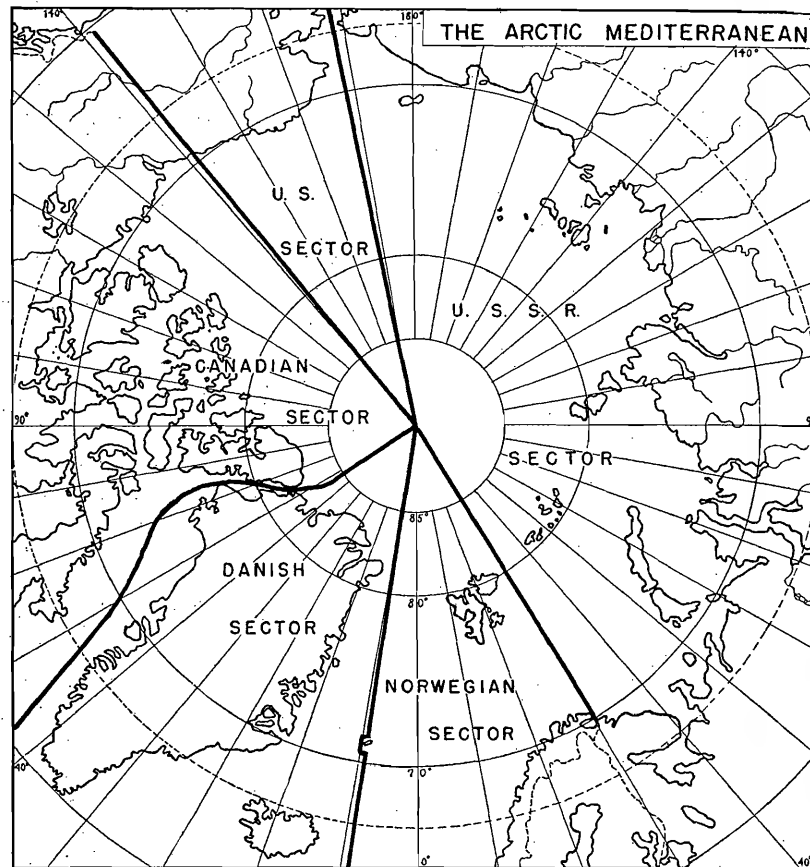 140°
180°
THE ARCTIC MEDITERRANEAN
140°
U. S.
SECTOR
U. S. S. R.
CANADIAN
SECTOR
90°
SECTOR
85°
DANISH
SECTOR
80°
NORWEGIAN
SECTOR
70°
40°
0°
40